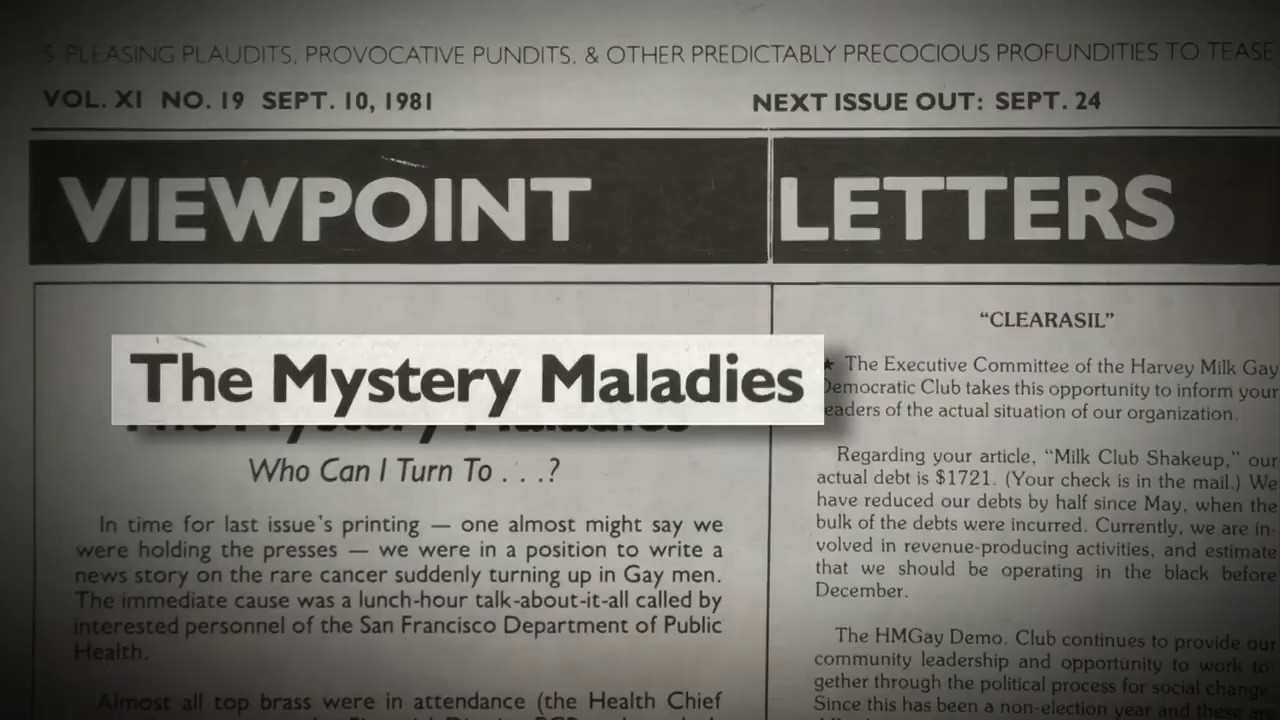 PLEASING PLAUDITS, PROVOCATIVE PUNDITS. & OTHER PREDICTABLY PRECOCIOUS PROFUNDITIES TO TEASE
VOL. XI NO. 19 SEPT. 10, 1981
NEXT ISSUE OUT: SEPT. 24
VIEWPOINT
The Mystery Maladies
The Mystery Maladies
Who Can I Turn To . . .?
In time for last issue's printing — one almost might say we
were holding the presses — we were in a position to write a
news story on the rare cancer suddenly turning up in Gay men.
The immediate cause was a lunch-hour talk-about-it-all called by
interested personnel of the San Francisco Department of Public
Health.
Almost all top brass were in attendance (the Health Chief
LETTERS
“CLEARASIL”
★ The Executive Committee of the Harvey Milk Gay
Democratic Club takes this opportunity to inform your
eaders of the actual situation of our organization.
Regarding your article, “Milk Club Shakeup,” our
actual debt is $1721. (Your check is in the mail.) We
have reduced our debts by half since May, when the
bulk of the debts were incurred. Currently, we are in-
volved in revenue-producing activities, and estimate
that we should be operating in the black before
December.
The HMGay Demo. Club continues to provide our
community leadership and opportunity to work to-
gether through the political process for social change.
Since this has been a non-election year and these are